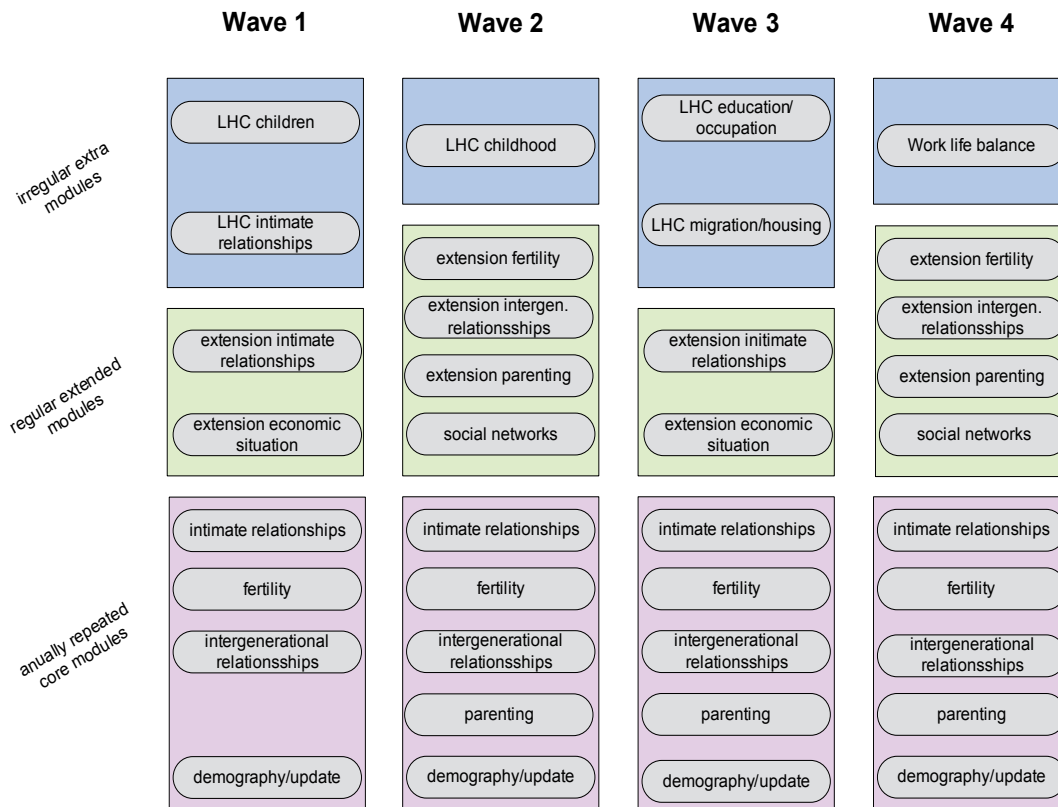 Wave 1
Wave 2
Wave 3
Wave 4
irregular extra
modules
LHC children
LHC intimate
relationships
LHC childhood
LHC education/
occupation
LHC migration/housing
Work life balance
regular extended
modules
extension intimate
relationships
extension economic
situation
extension fertility
extension intergen.
relationsships
extension parenting
social networks
extension initimate
relationships
extension economic
situation
extension fertility
extension intergen.
relationsships
extension parenting
social networks
anually repeated
core modules
intimate relationships
fertility
intergenerational
relationsships
demography/update
intimate relationships
fertility
intergenerational
relationsships
parenting
demography/update
intimate relationships
fertility
intergenerational
relationsships
parenting
demography/update
intimate relationships
fertility
intergenerational
relationsships
parenting
demography/update